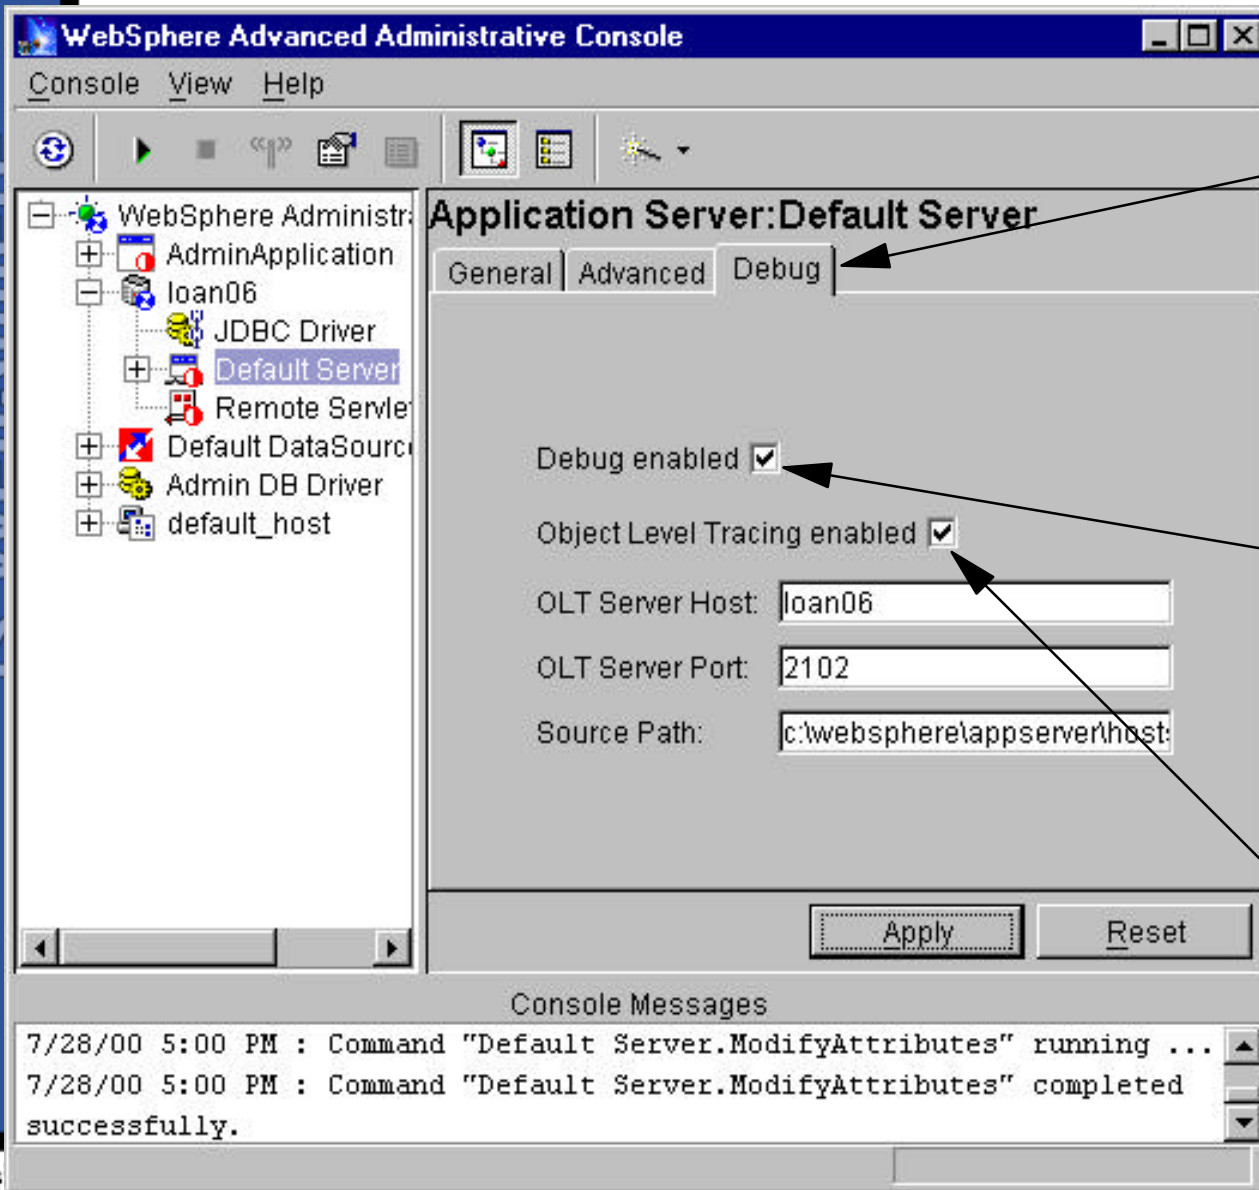 WebSphere Advanced Administrative Console
Console View Help
WebSphere Administr
AdminApplication
loan06
JDBC Driver
Default Server
Remote Servle
Default DataSourc
Admin DB Driver
default_host
Application Server:Default Server
General Advanced Debug
Debug enabled
Object Level Tracing enabled
OLT Server Host: loan06
OLT Server Port: 2102
Source Path: c:\websphere\appserver\hosts
Apply Reset
Console Messages
7/28/00 5:00 PM : Command "Default Server.ModifyAttributes" running ...
7/28/00 5:00 PM : Command "Default Server.ModifyAttributes" completed
successfully.